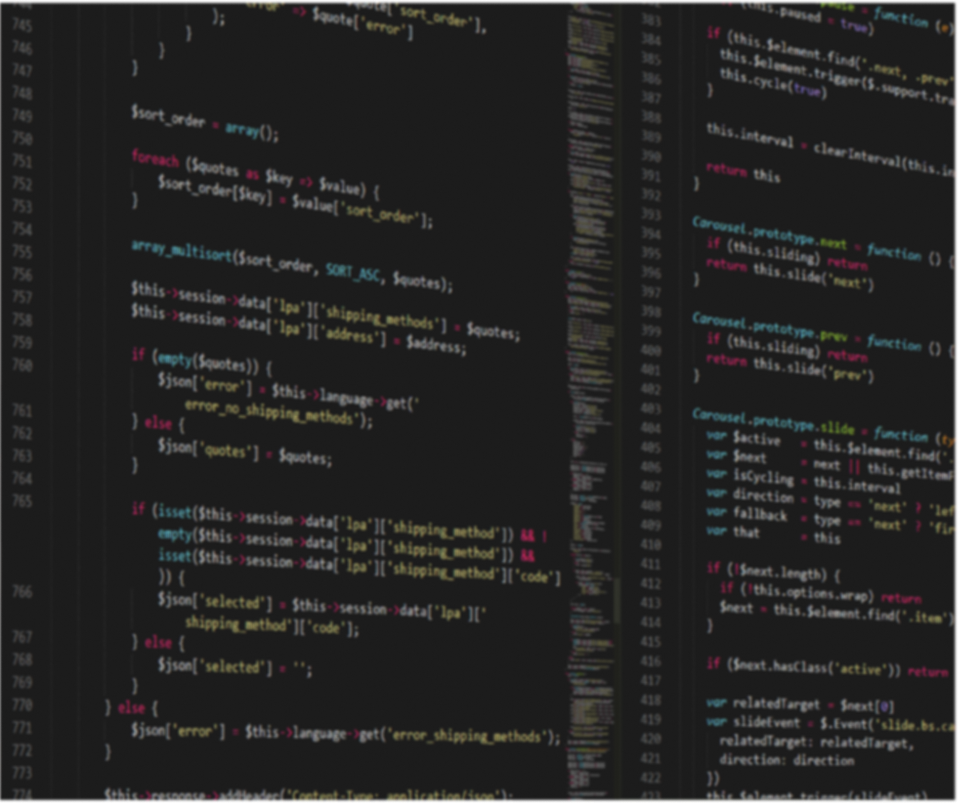 745
746
747
748
749
750
751
752
753
754
755
756
757
758
759
760
761
762
763
764
765
766
767
768
769
770
771
772
773
774
=> $quote['sort_order'],
$quote['error']
);
}
}
}
$sort_order = array();
foreach ($quotes as $key => $value) {
$sort_order[$key] = $value['sort_order'];
}
array_multisort($sort_order, SORT_ASC, $quotes);
$this->session->data['lpa']['shipping_methods'] = $quotes;
$this->session->data['lpa']['address'] = $address;
if (empty($quotes)) {
$json['error'] = $this->language->get('
error_no_shipping_methods');
} else {
$json['quotes'] = $quotes;
}
if (isset($this->session->data['lpa']['shipping_method']) && !
empty($this->session->data['lpa']['shipping_method']) &&
isset($this->session->data['lpa']['shipping_method']['code']
)) {
$json['selected'] = $this->session->data['lpa']['
shipping_method']['code'];
} else {
$json['selected'] = '';
}
} else {
$json['error'] = $this->language->get('error_shipping_methods');
}
$this->response->addHeader('Content-Type: application/json');
383
384
385
386
387
388
389
390
391
392
393
394
395
396
397
398
399
400
401
402
403
404
405
406
407
408
409
410
411
412
413
414
415
416
417
418
419
420
421
422
423
pause = function (e)
(this.paused = true)
if (this.$element.find('.next, .prev'
this.$element.trigger($.support.tra
this.cycle(true)
}
this.interval = clearInterval(this.in
return this
}
Carousel.prototype.next = function () {
if (this.sliding) return
return this.slide('next')
}
Carousel.prototype.prev = function () {
if (this.sliding) return
return this.slide('prev')
}
Carousel.prototype.slide = function (ty
var $active = this.$element.find('.
var $next = next || this.getItemF
var isCycling = this.interval
var direction = type == 'next' ? 'lef
var fallback = type == 'next' ? 'fir
var that = this
if (!$next.length) {
if (!this.options.wrap) return
$next = this.$element.find('.item')
}
if ($next.hasClass('active')) return
var relatedTarget = $next[0]
var slideEvent = $.Event('slide.bs.ca
relatedTarget: relatedTarget,
direction: direction
})
this.$element.trigger(slideEvent)